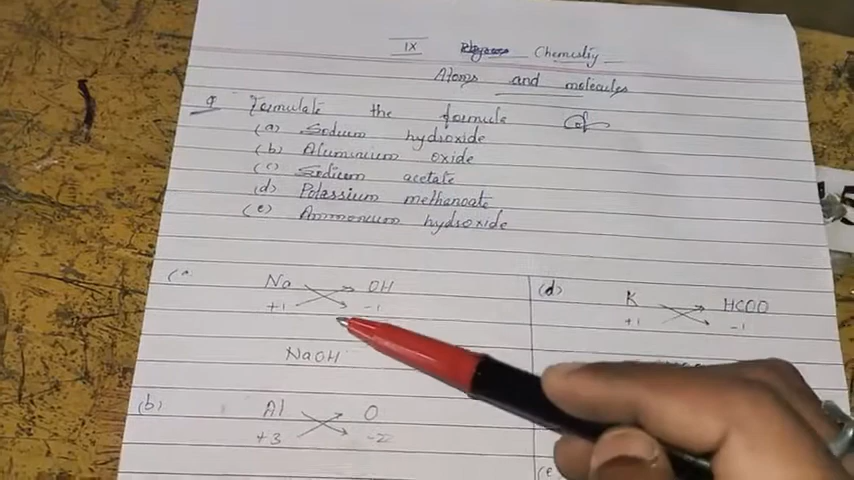 IX Chemistry
Atoms and molecules
Q Formulate the formula of
(a) Sodium hydroxide
(b) Aluminium oxide
(c) Sodium acetate
(d) Potassium methanoate
(e) Ammonium hydroxide
(a Na OH
+1 -1
NaOH
(b) Al O
+3 -2
(d) K HCOO
+1 -1
(e